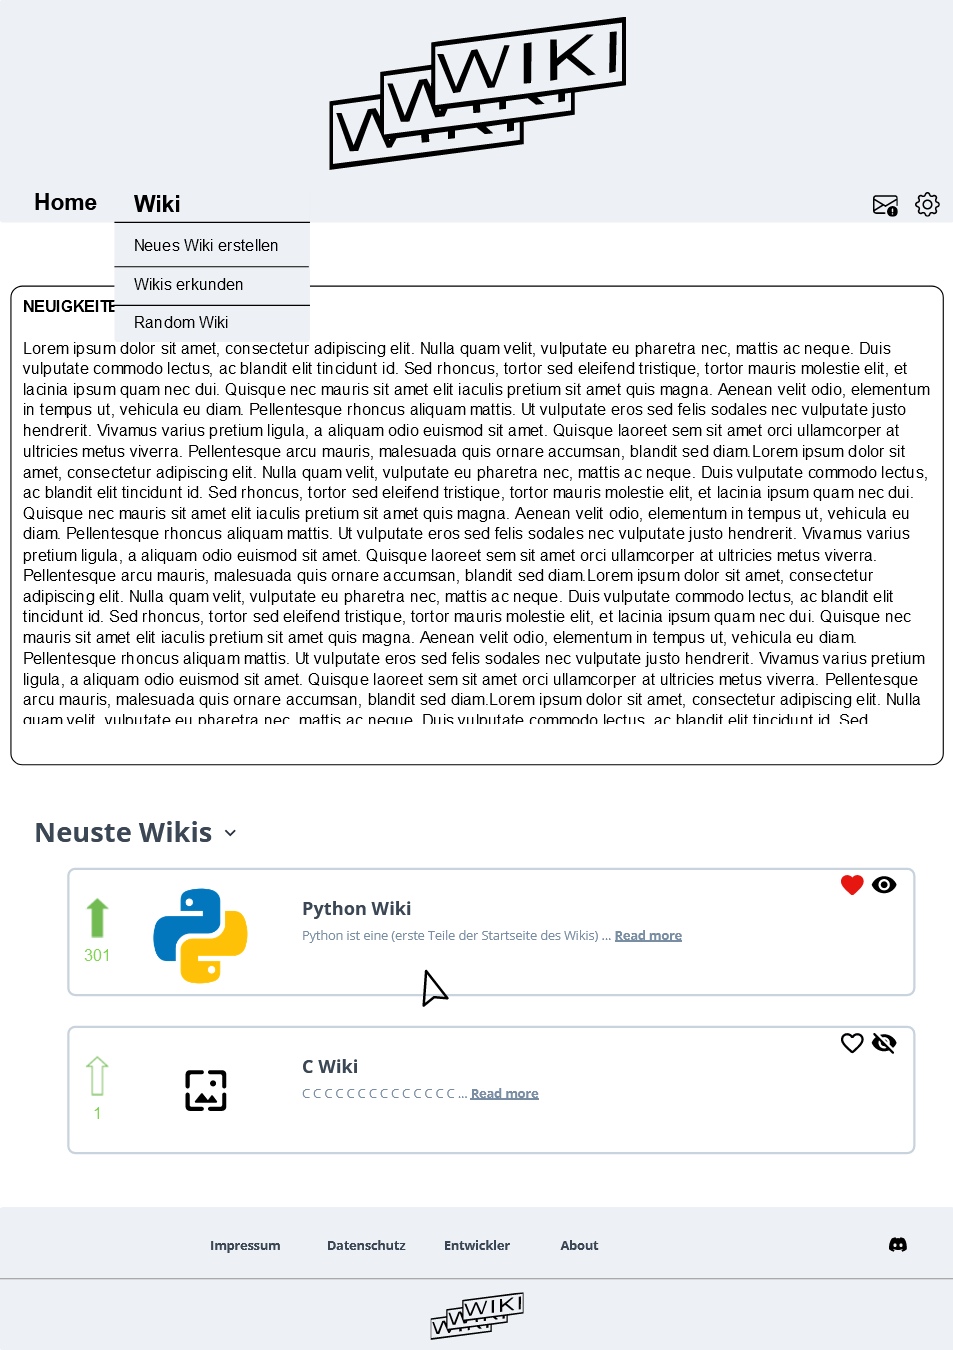 WIKI
WIKI
WIKI
Home
Wiki
Neues Wiki erstellen
Wikis erkunden
Random Wiki
NEUIGKEITE
Lorem ipsum dolor sit amet, consectetur adipiscing elit. Nulla quam velit, vulputate eu pharetra nec, mattis ac neque. Duis
vulputate commodo lectus, ac blandit elit tincidunt id. Sed rhoncus, tortor sed eleifend tristique, tortor mauris molestie elit, et
lacinia ipsum quam nec dui. Quisque nec mauris sit amet elit iaculis pretium sit amet quis magna. Aenean velit odio, elementum
in tempus ut, vehicula eu diam. Pellentesque rhoncus aliquam mattis. Ut vulputate eros sed felis sodales nec vulputate justo
hendrerit. Vivamus varius pretium ligula, a aliquam odio euismod sit amet. Quisque laoreet sem sit amet orci ullamcorper at
ultricies metus viverra. Pellentesque arcu mauris, malesuada quis ornare accumsan, blandit sed diam.Lorem ipsum dolor sit
amet, consectetur adipiscing elit. Nulla quam velit, vulputate eu pharetra nec, mattis ac neque. Duis vulputate commodo lectus,
ac blandit elit tincidunt id. Sed rhoncus, tortor sed eleifend tristique, tortor mauris molestie elit, et lacinia ipsum quam nec dui.
Quisque nec mauris sit amet elit iaculis pretium sit amet quis magna. Aenean velit odio, elementum in tempus ut, vehicula eu
diam. Pellentesque rhoncus aliquam mattis. Ut vulputate eros sed felis sodales nec vulputate justo hendrerit. Vivamus varius
pretium ligula, a aliquam odio euismod sit amet. Quisque laoreet sem sit amet orci ullamcorper at ultricies metus viverra.
Pellentesque arcu mauris, malesuada quis ornare accumsan, blandit sed diam.Lorem ipsum dolor sit amet, consectetur
adipiscing elit. Nulla quam velit, vulputate eu pharetra nec, mattis ac neque. Duis vulputate commodo lectus, ac blandit elit
tincidunt id. Sed rhoncus, tortor sed eleifend tristique, tortor mauris molestie elit, et lacinia ipsum quam nec dui. Quisque nec
mauris sit amet elit iaculis pretium sit amet quis magna. Aenean velit odio, elementum in tempus ut, vehicula eu diam.
Pellentesque rhoncus aliquam mattis. Ut vulputate eros sed felis sodales nec vulputate justo hendrerit. Vivamus varius pretium
ligula, a aliquam odio euismod sit amet. Quisque laoreet sem sit amet orci ullamcorper at ultricies metus viverra. Pellentesque
arcu mauris, malesuada quis ornare accumsan, blandit sed diam.Lorem ipsum dolor sit amet, consectetur adipiscing elit. Nulla
quam velit, vulputate eu pharetra nec, mattis ac neque. Duis vulputate commodo lectus, ac blandit elit tincidunt id. Sed
Neuste Wikis
Python Wiki
Python ist eine (erste Teile der Startseite des Wikis) ... Read more
301
C Wiki
C C C C C C C C C C C C C C ... Read more
1
Impressum
Datenschutz
Entwickler
About
WIKI
WIKI
WIKI